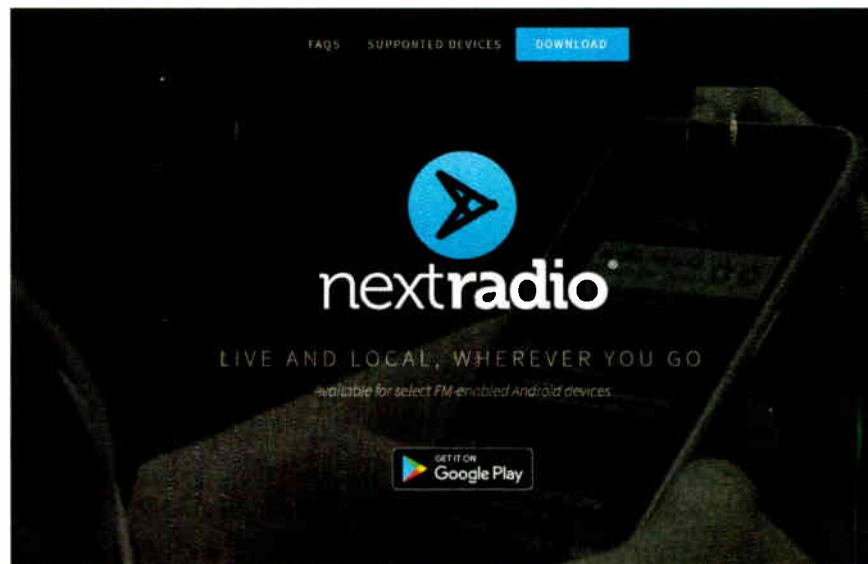 FAQS SUPPORTED DEVICES DOWNLOAD
nextradio
LIVE AND LOCAL, WHEREVER YOU GO
Available for select FM-enabled Android devices
GET IT ON
Google Play